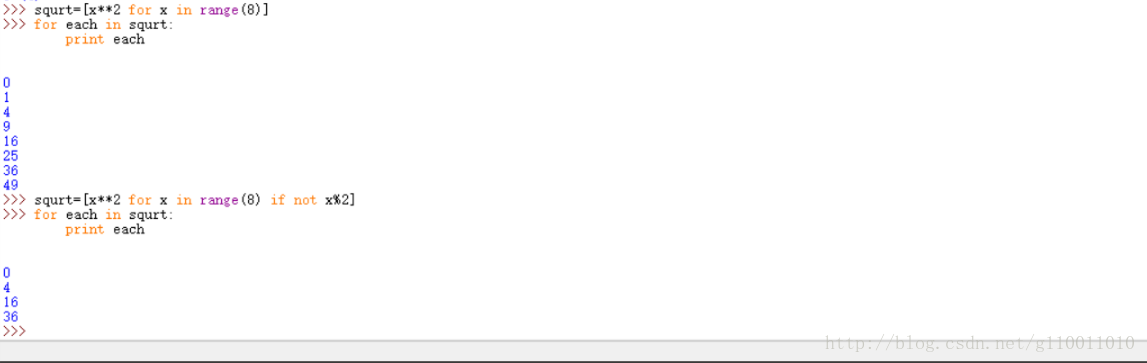 >>> squrt=[x**2 for x in range(8)]
>>> for each in squrt:
        print each
0
1
4
9
16
25
36
49
>>> squrt=[x**2 for x in range(8) if not x%2]
>>> for each in squrt:
        print each
0
4
16
36
>>>
http://blog.csdn.net/g110011010